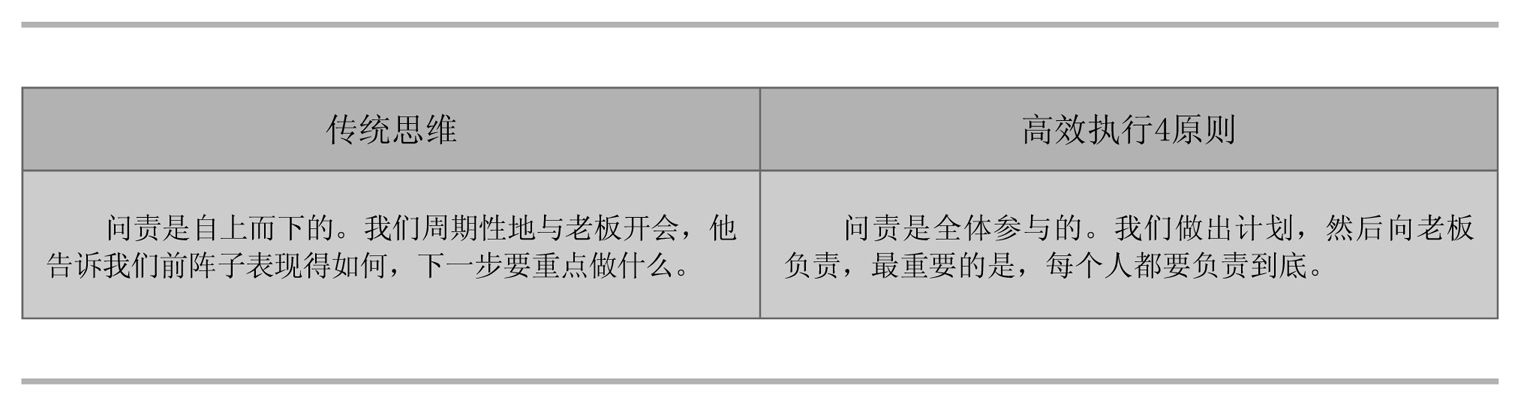 传统思维
高效执行4原则
问责是自上而下的。我们周期性地与老板开会，他
告诉我们前阵子表现得如何，下一步要重点做什么。
问责是全体参与的。我们做出计划，然后向老板
负责，最重要的是，每个人都要负责到底。